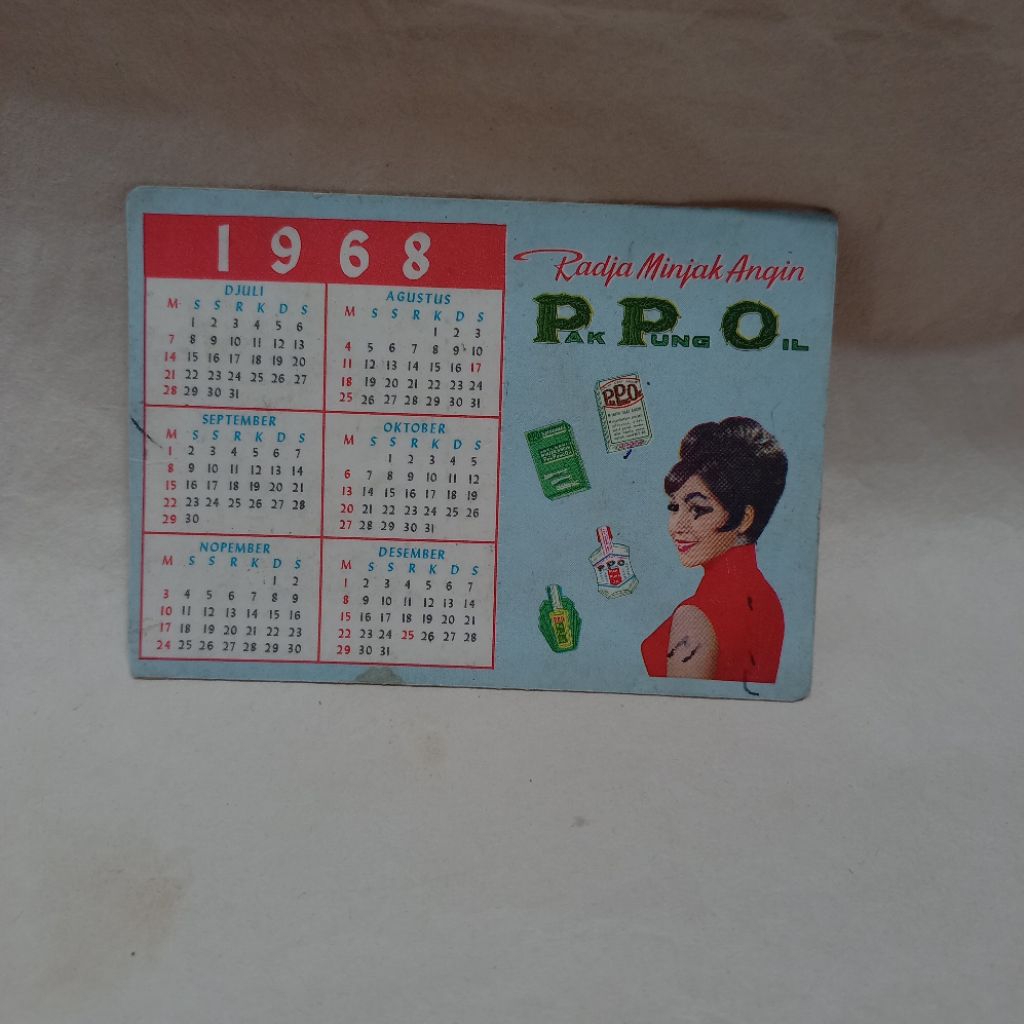 1968
DJULI
M S S R K D S
1 2 3 4 5 6
7 8 9 10 11 12 13
14 15 16 17 18 19 20
21 22 23 24 25 26 27
28 29 30 31
AGUSTUS
M S S R K D S
1 2 3
4 5 6 7 8 9 10
11 12 13 14 15 16 17
18 19 20 21 22 23 24
25 26 27 28 29 30 31
SEPTEMBER
M S S R K D S
1 2 3 4 5 6 7
8 9 10 11 12 13 14
15 16 17 18 19 20 21
22 23 24 25 26 27 28
29 30
OKTOBER
M S S R K D S
1 2 3 4 5
6 7 8 9 10 11 12
13 14 15 16 17 18 19
20 21 22 23 24 25 26
27 28 29 30 31
NOPEMBER
M S S R K D S
1 2
3 4 5 6 7 8 9
10 11 12 13 14 15 16
17 18 19 20 21 22 23
24 25 26 27 28 29 30
DESEMBER
M S S R K D S
1 2 3 4 5 6 7
8 9 10 11 12 13 14
15 16 17 18 19 20 21
22 23 24 25 26 27 28
29 30 31
Radja Minjak Angin
PAK PUNG OIL
P.P.O.
PPO